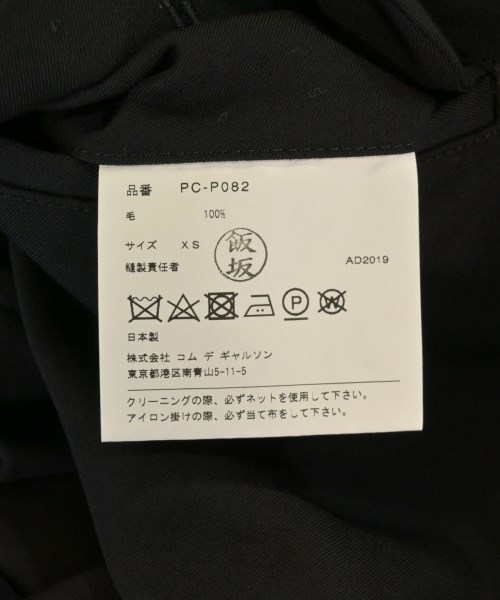 品番 PC-P082
毛 100%
サイズ XS
飯坂
縫製責任者 AD2019
P W
日本製
株式会社 コム デ ギャルソン
東京都港区南青山5-11-5
クリーニングの際、必ずネットを使用して下さい。
アイロン掛けの際、必ず当て布をして下さい。